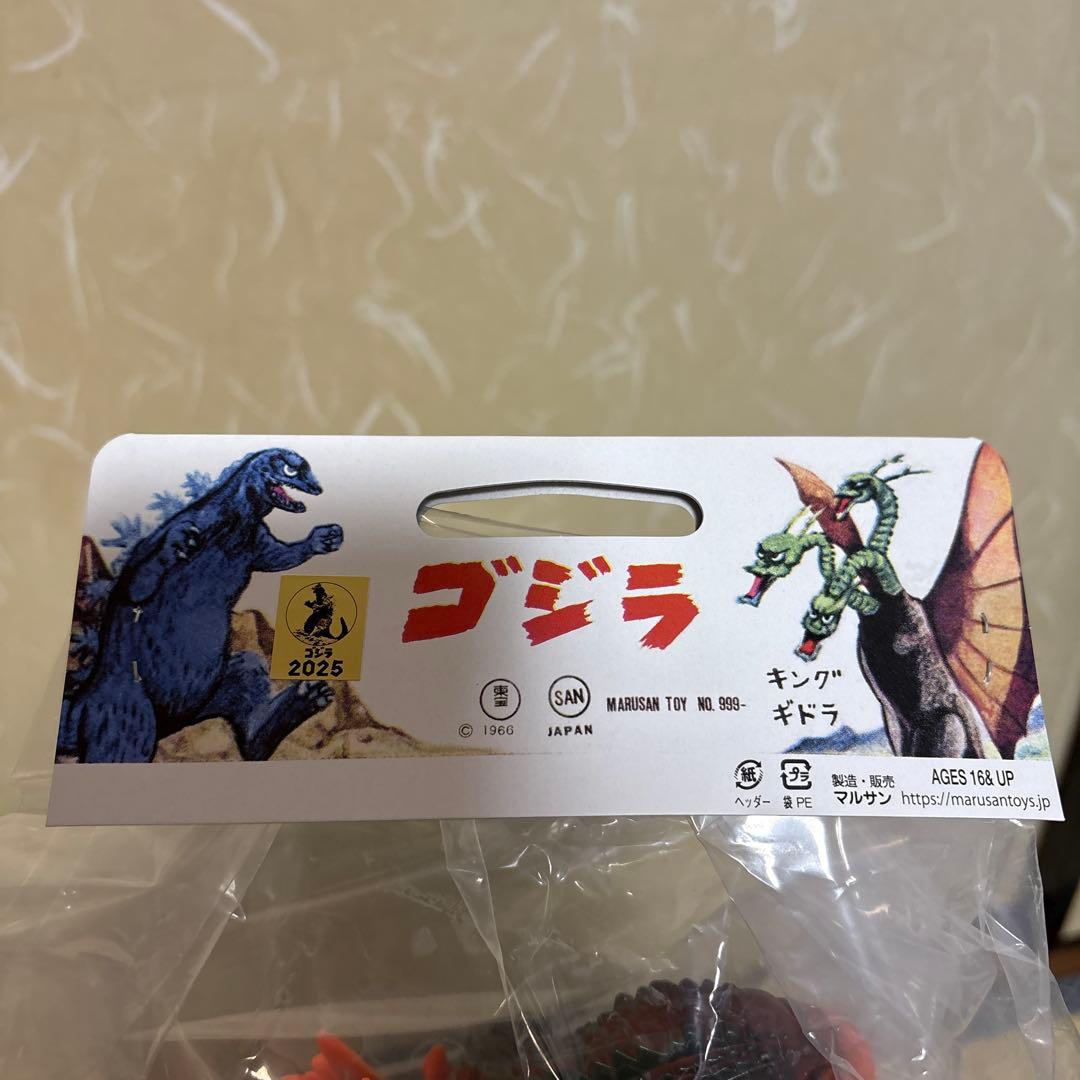 ゴジラ
ゴジラ
2025
東宝
© 1966
SAN
JAPAN
MARUSAN TOY NO. 999-
キング
ギドラ
紙
ヘッダー
プラ
袋 PE
製造・販売
マルサン
AGES 16& UP
https://marusantoys.jp